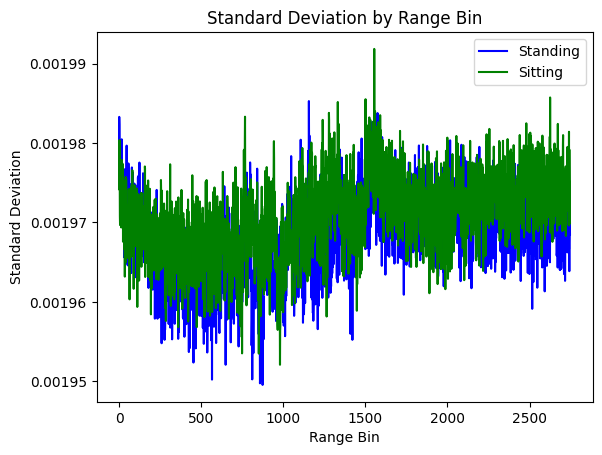 Standard Deviation by Range Bin
Standing
Sitting
Standard Deviation
0.00199
0.00198
0.00197
0.00196
0.00195
0
500
1000
1500
2000
2500
Range Bin